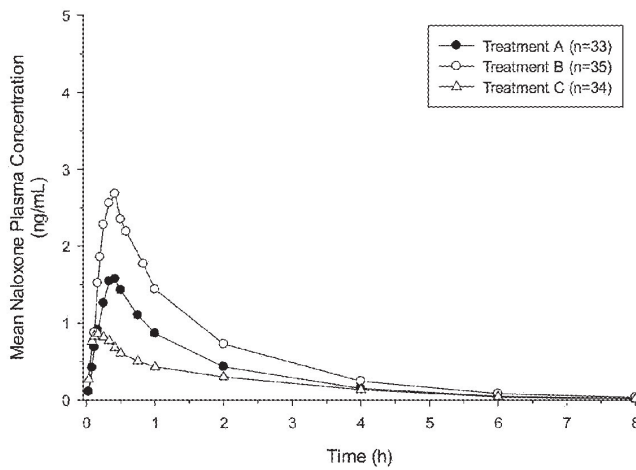 5
4
3
2
1
0
Mean Naloxone Plasma Concentration
(ng/mL)
Treatment A (n=33)
Treatment B (n=35)
Treatment C (n=34)
0 1 2 3 4 5 6 7 8
Time (h)